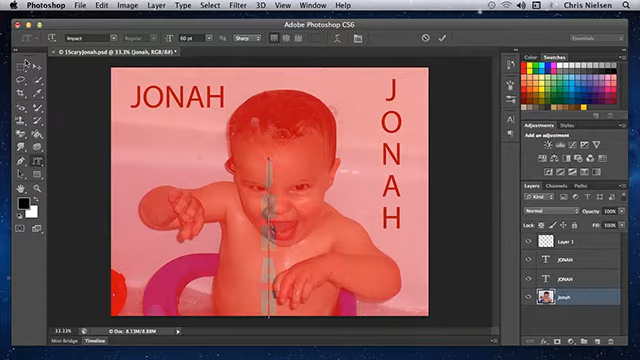 Photoshop File Edit Image Layer Type Select Filter 3D View Window Help Chris Nielsen
Adobe Photoshop CS6
Impact Regular 60 pt Sharp Essentials
× © 1ScaryJonah.psd @ 33.3% (Jonah, RGB/8#) *
JONAH
J
O
N
A
H
Color Swatches
Adjustments Styles
Add an adjustment
Layers Channels Paths
Kind
Normal Opacity: 100%
Lock: Fill: 100%
Layer 1
T JONAH
T JONAH
Jonah
33.33% Doc: 8.13M/8.88M
Mini Bridge Timeline